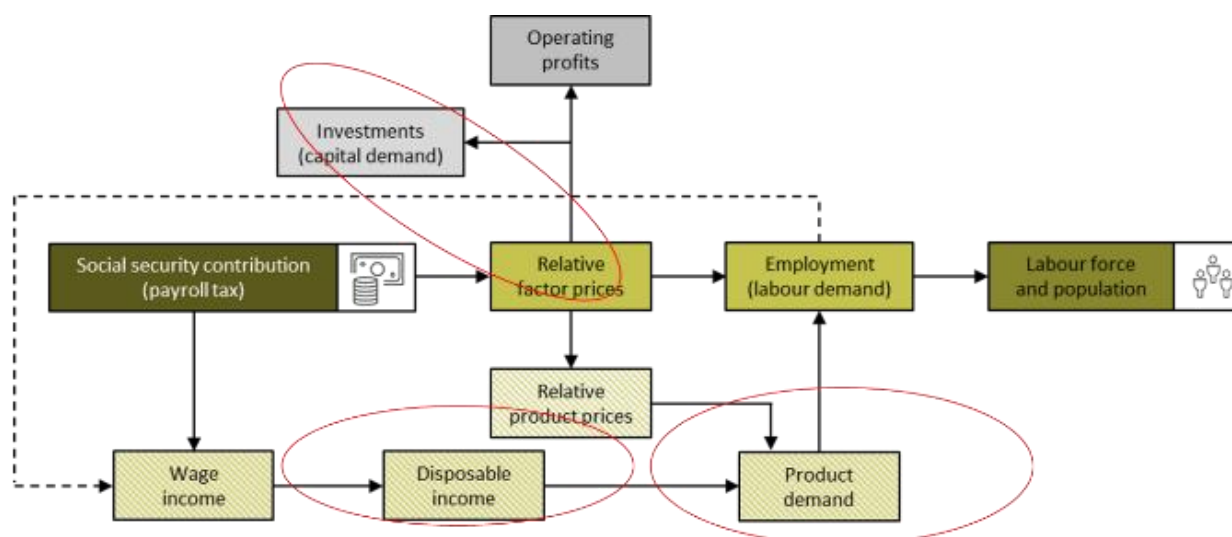 Operating
profits
Investments
(capital demand)
Social security contribution
(payroll tax)
Relative
factor prices
Employment
(labour demand)
Labour force
and population
Relative
product prices
Wage
income
Disposable
income
Product
demand